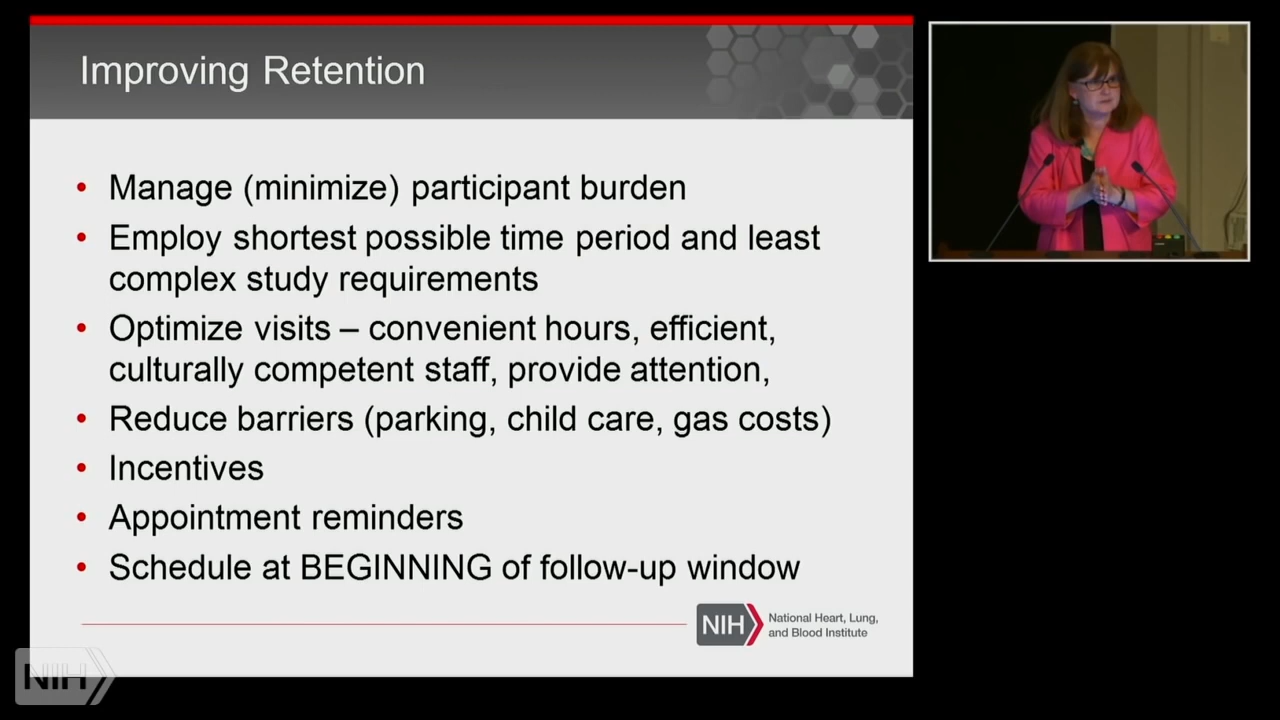 Improving Retention
• Manage (minimize) participant burden
• Employ shortest possible time period and least
complex study requirements
• Optimize visits – convenient hours, efficient,
culturally competent staff, provide attention,
• Reduce barriers (parking, child care, gas costs)
• Incentives
• Appointment reminders
• Schedule at BEGINNING of follow-up window
NIH
National Heart, Lung,
and Blood Institute
NIH